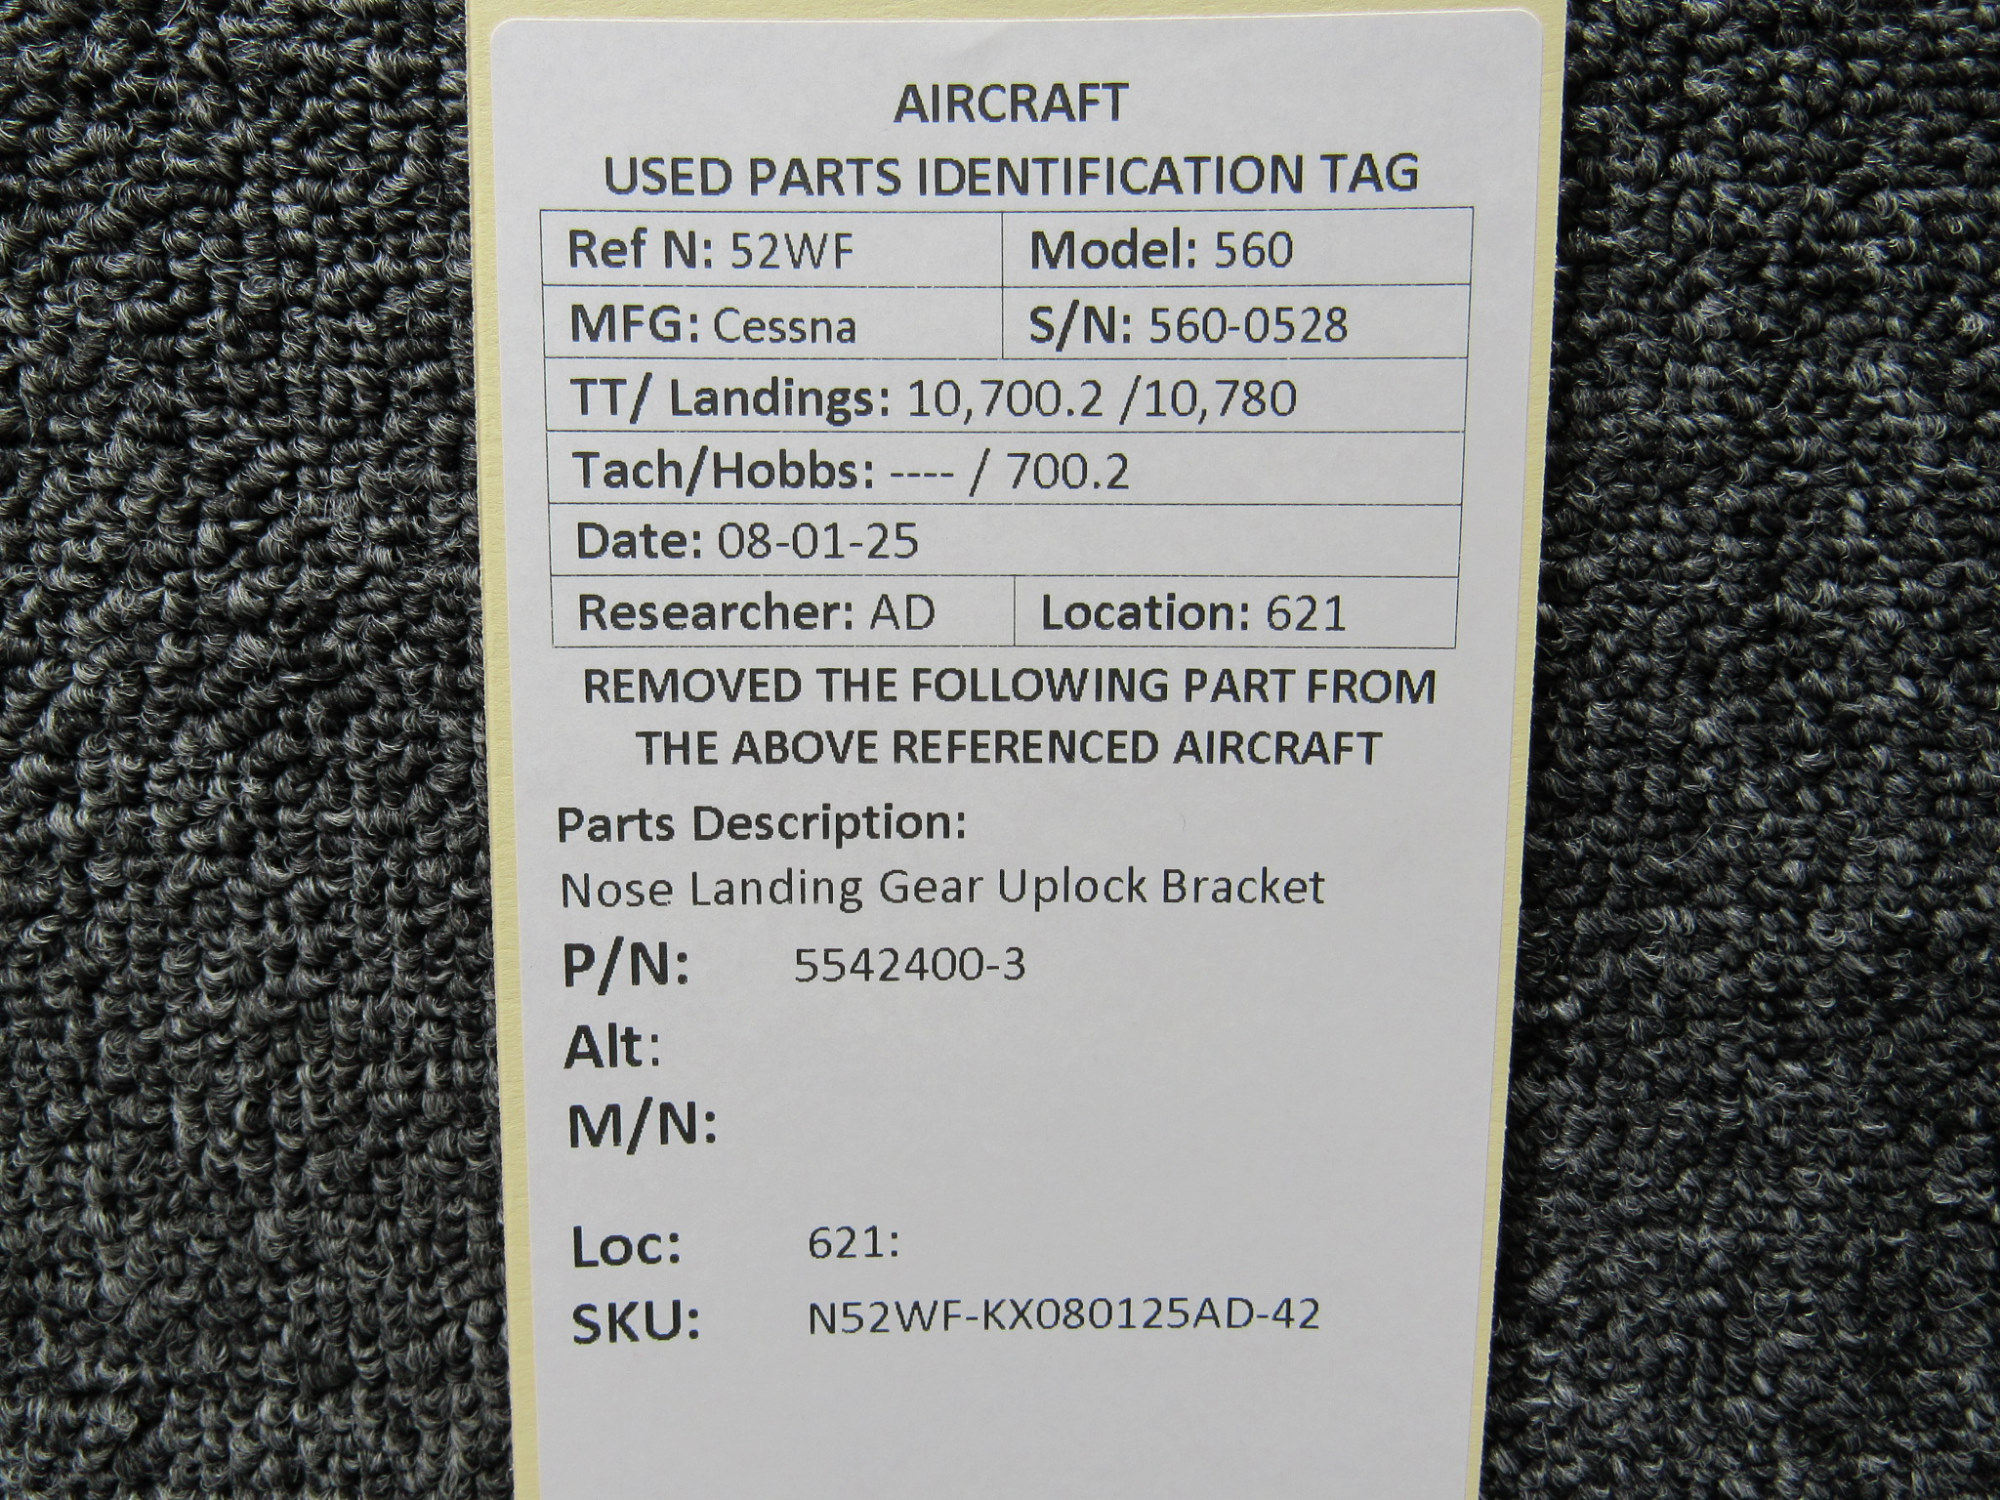 AIRCRAFT
USED PARTS IDENTIFICATION TAG
Ref N: 52WF Model: 560
MFG: Cessna S/N: 560-0528
TT/ Landings: 10,700.2 /10,780
Tach/Hobbs: ---- / 700.2
Date: 08-01-25
Researcher: AD Location: 621
REMOVED THE FOLLOWING PART FROM
THE ABOVE REFERENCED AIRCRAFT
Parts Description:
Nose Landing Gear Uplock Bracket
P/N: 5542400-3
Alt:
M/N:
Loc: 621:
SKU: N52WF-KX080125AD-42